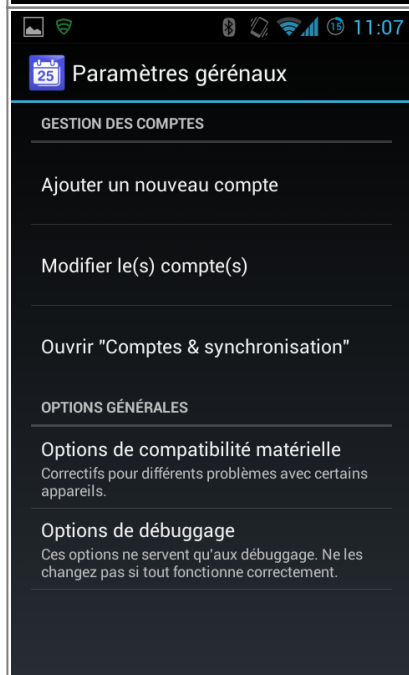 15 11:07
25 Paramètres gérénaux
GESTION DES COMPTES
Ajouter un nouveau compte
Modifier le(s) compte(s)
Ouvrir "Comptes & synchronisation"
OPTIONS GÉNÉRALES
Options de compatibilité matérielle
Correctifs pour différents problèmes avec certains
appareils.
Options de débuggage
Ces options ne servent qu'aux débuggage. Ne les
changez pas si tout fonctionne correctement.